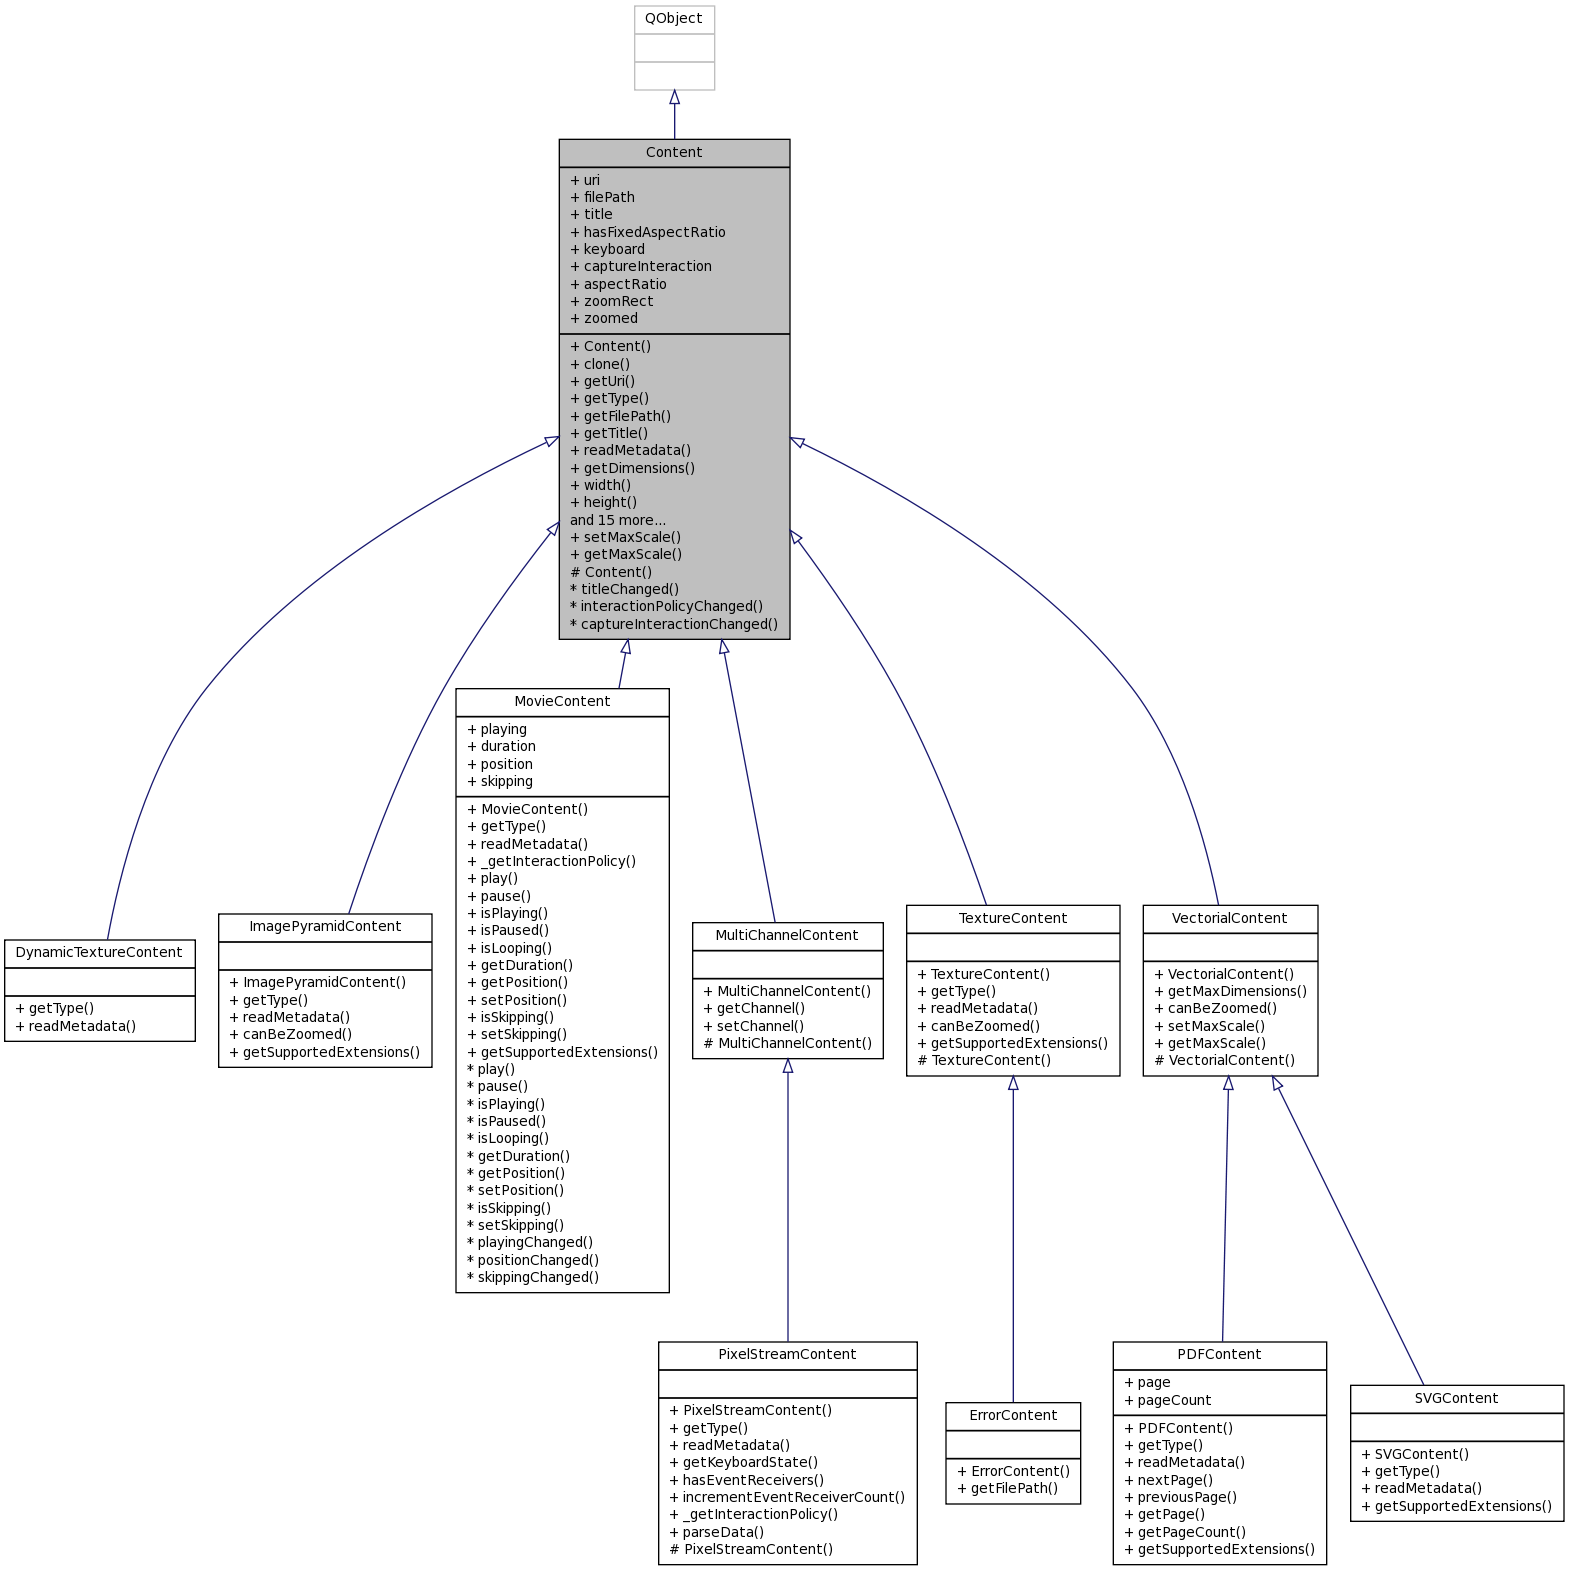 QObject
Content
+ uri
+ filePath
+ title
+ hasFixedAspectRatio
+ keyboard
+ captureInteraction
+ aspectRatio
+ zoomRect
+ zoomed
+ Content()
+ clone()
+ getUri()
+ getType()
+ getFilePath()
+ getTitle()
+ readMetadata()
+ getDimensions()
+ width()
+ height()
and 15 more...
+ setMaxScale()
+ getMaxScale()
# Content()
* titleChanged()
* interactionPolicyChanged()
* captureInteractionChanged()
DynamicTextureContent
+ getType()
+ readMetadata()
ImagePyramidContent
+ ImagePyramidContent()
+ getType()
+ readMetadata()
+ canBeZoomed()
+ getSupportedExtensions()
MovieContent
+ playing
+ duration
+ position
+ skipping
+ MovieContent()
+ getType()
+ readMetadata()
+ _getInteractionPolicy()
+ play()
+ pause()
+ isPlaying()
+ isPaused()
+ isLooping()
+ getDuration()
+ getPosition()
+ setPosition()
+ isSkipping()
+ setSkipping()
+ getSupportedExtensions()
* play()
* pause()
* isPlaying()
* isPaused()
* isLooping()
* getDuration()
* getPosition()
* setPosition()
* isSkipping()
* setSkipping()
* playingChanged()
* positionChanged()
* skippingChanged()
MultiChannelContent
+ MultiChannelContent()
+ getChannel()
+ setChannel()
# MultiChannelContent()
TextureContent
+ TextureContent()
+ getType()
+ readMetadata()
+ canBeZoomed()
+ getSupportedExtensions()
# TextureContent()
VectorialContent
+ VectorialContent()
+ getMaxDimensions()
+ canBeZoomed()
+ setMaxScale()
+ getMaxScale()
# VectorialContent()
PixelStreamContent
+ PixelStreamContent()
+ getType()
+ readMetadata()
+ getKeyboardState()
+ hasEventReceivers()
+ incrementEventReceiverCount()
+ _getInteractionPolicy()
+ parseData()
# PixelStreamContent()
ErrorContent
+ ErrorContent()
+ getFilePath()
PDFContent
+ page
+ pageCount
+ PDFContent()
+ getType()
+ readMetadata()
+ nextPage()
+ previousPage()
+ getPage()
+ getPageCount()
+ getSupportedExtensions()
SVGContent
+ SVGContent()
+ getType()
+ readMetadata()
+ getSupportedExtensions()